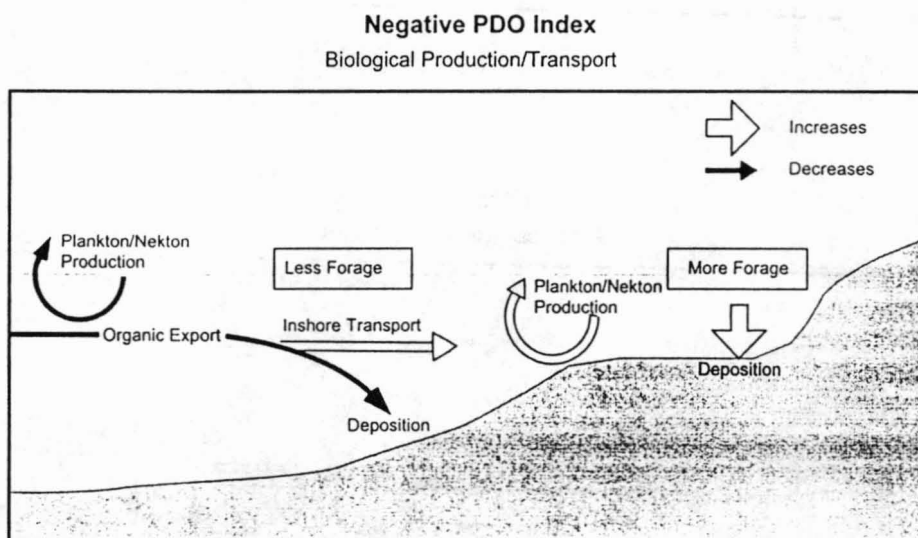 Negative PDO Index
Biological Production/Transport
Increases
Decreases
Plankton/Nekton
Production
Less Forage
More Forage
Plankton/Nekton
Production
Organic Export
Inshore Transport
Deposition
Deposition